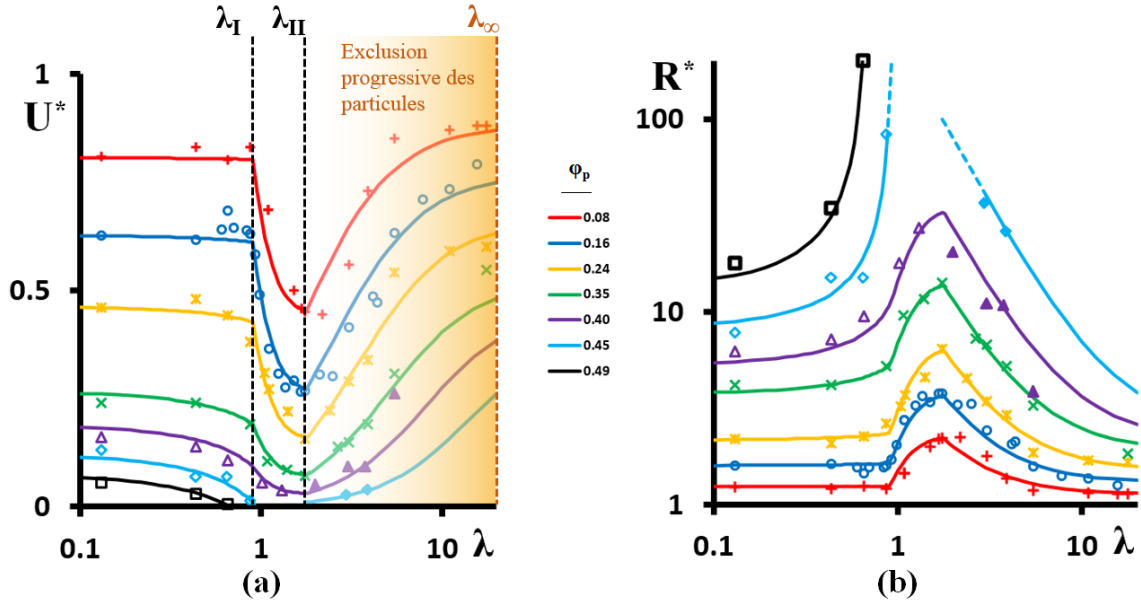 λI
λII
λ∞
Exclusion
progressive des
particules
1
U*
0.5
0
0.1
1
10
λ
(a)
φp
0.08
0.16
0.24
0.35
0.40
0.45
0.49
R*
100
10
1
0.1
1
10
λ
(b)